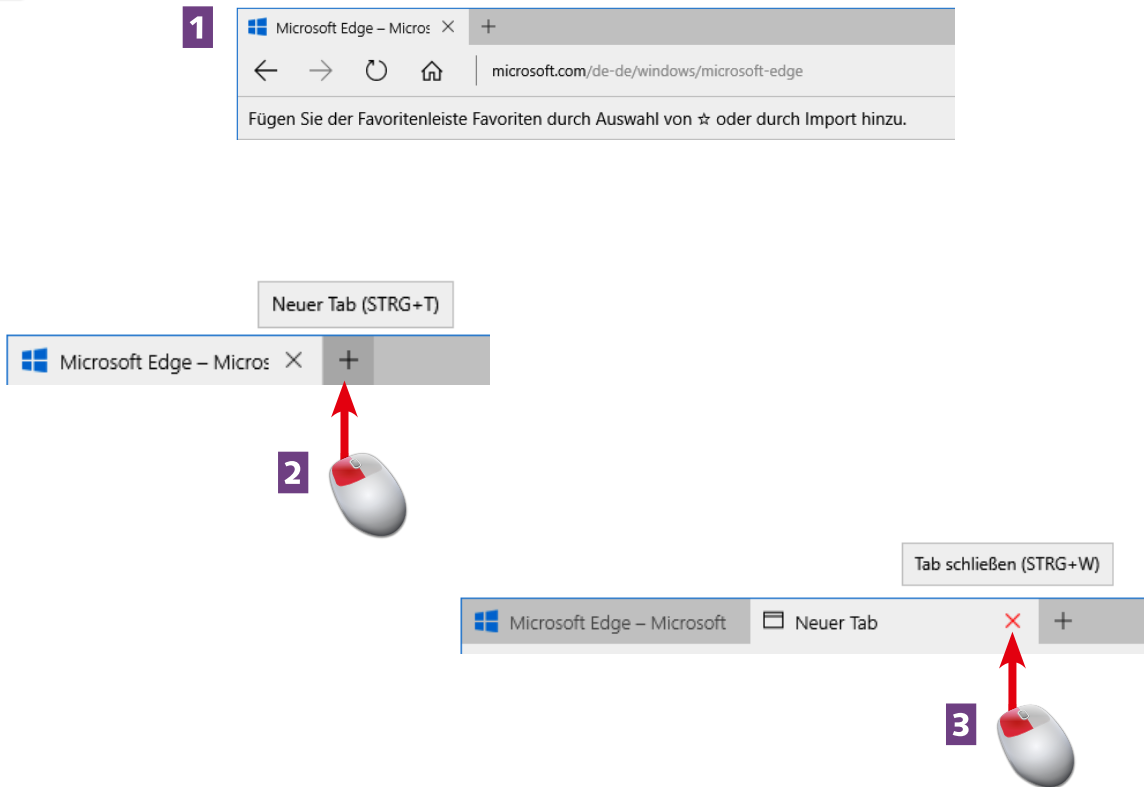 1
Microsoft Edge – Micros
microsoft.com/de-de/windows/microsoft-edge
Fügen Sie der Favoritenleiste Favoriten durch Auswahl von ☆ oder durch Import hinzu.
Neuer Tab (STRG+T)
Microsoft Edge – Micros
2
Tab schließen (STRG+W)
Microsoft Edge – Microsoft
Neuer Tab
3